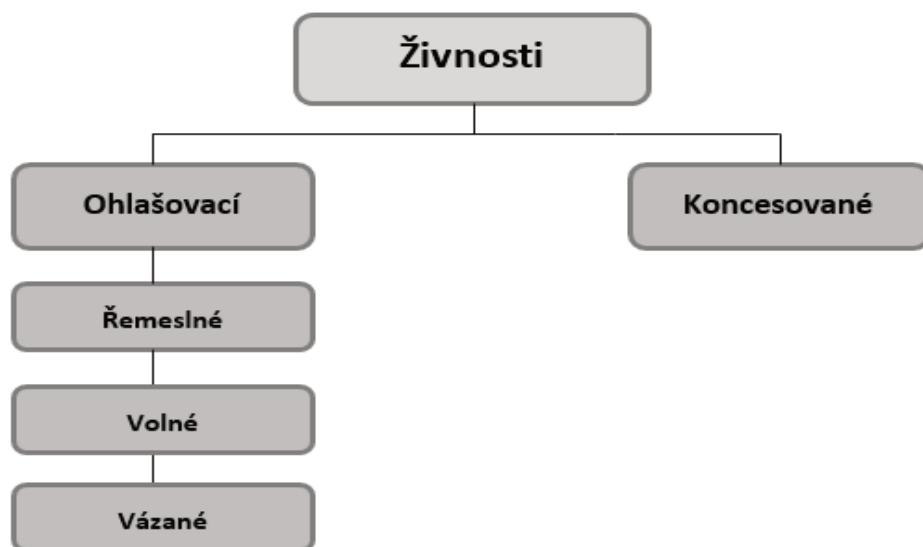 Živnosti
Ohlašovací
Koncesované
Řemeslné
Volné
Vázané